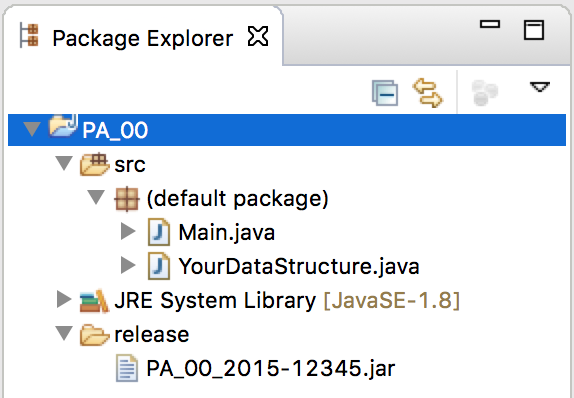 Package Explorer
PA_00
src
(default package)
Main.java
YourDataStructure.java
JRE System Library [JavaSE-1.8]
release
PA_00_2015-12345.jar